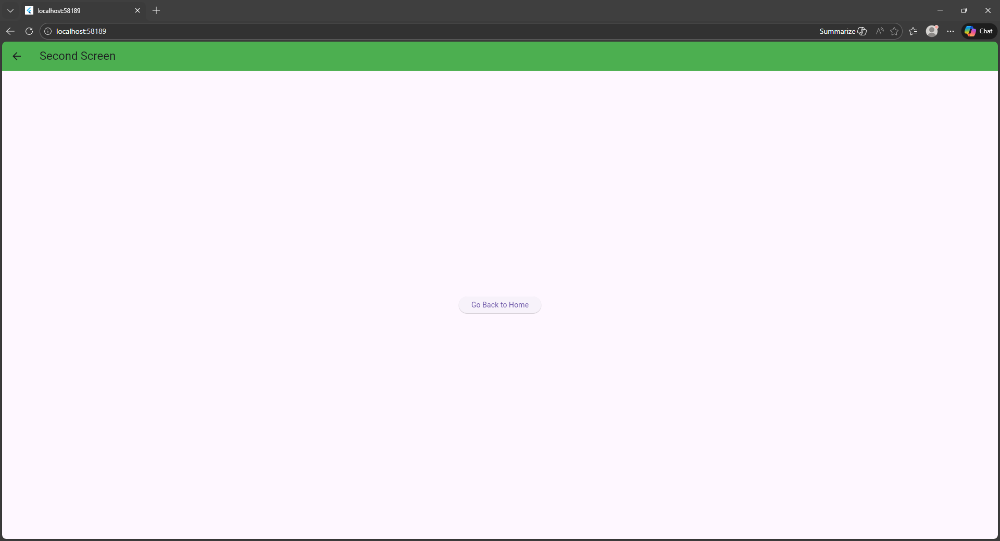 localhost:58189
localhost:58189
Summarize
Chat
Second Screen
Go Back to Home